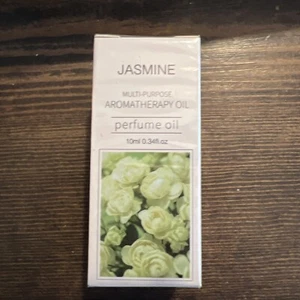 JASMINE
MULTI-PURPOSE
AROMATHERAPY OIL
perfume oil
10ml 0.34fl.oz